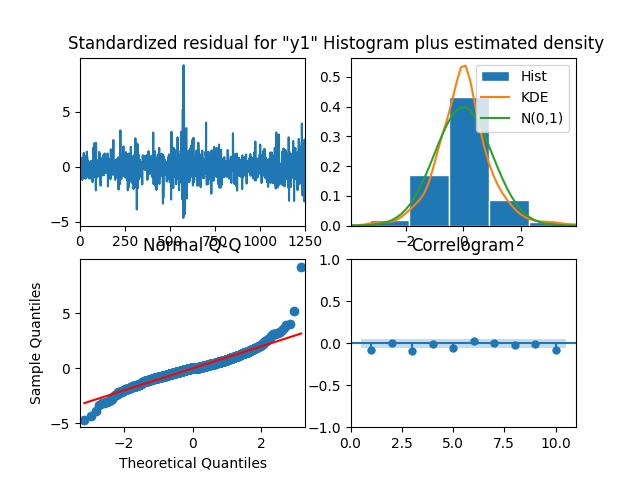 Standardized residual for "y1" Histogram plus estimated density
5
0
−5
0 250 500 750 1000 1250
0.5
0.4
0.3
0.2
0.1
0.0
−2 0 2
Hist
KDE
N(0,1)
Normal Q-Q
Sample Quantiles
5
0
−5
−2 0 2
Theoretical Quantiles
Correlogram
1.0
0.5
0.0
−0.5
−1.0
0.0 2.5 5.0 7.5 10.0